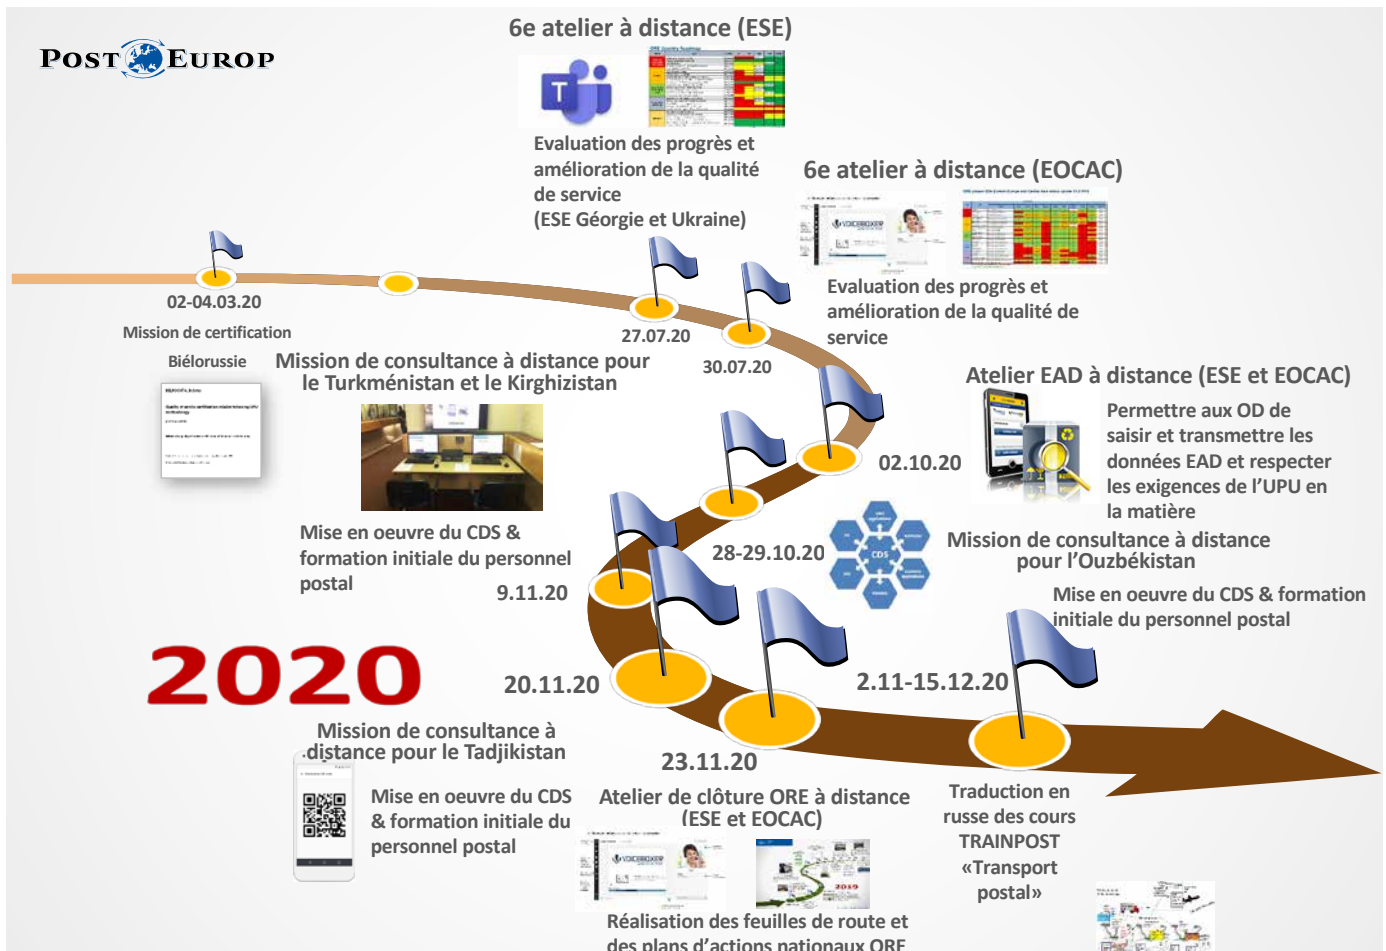 POST EUROP
6e atelier à distance (ESE)
Evaluation des progrès et
amélioration de la qualité
de service
(ESE Géorgie et Ukraine)
6e atelier à distance (EOCAC)
VOICEBOXER
Evaluation des progrès et
amélioration de la qualité de
service
02-04.03.20
Mission de certification
Biélorussie
27.07.20
30.07.20
Mission de consultance à distance pour
le Turkménistan et le Kirghizistan
Mise en oeuvre du CDS &
formation initiale du personnel
postal
9.11.20
Atelier EAD à distance (ESE et EOCAC)
Permettre aux OD de
saisir et transmettre les
données EAD et respecter
les exigences de l'UPU en
la matière
02.10.20
28-29.10.20
CDS
Mission de consultance à distance
pour l'Ouzbékistan
Mise en oeuvre du CDS & formation
initiale du personnel postal
2020
20.11.20
Mission de consultance à
distance pour le Tadjikistan
Mise en oeuvre du CDS
& formation initiale du
personnel postal
23.11.20
Atelier de clôture ORE à distance
(ESE et EOCAC)
VOICEBOXER
2019
Réalisation des feuilles de route et
des plans d'actions nationaux ORE
2.11-15.12.20
Traduction en
russe des cours
TRAINPOST
«Transport
postal»